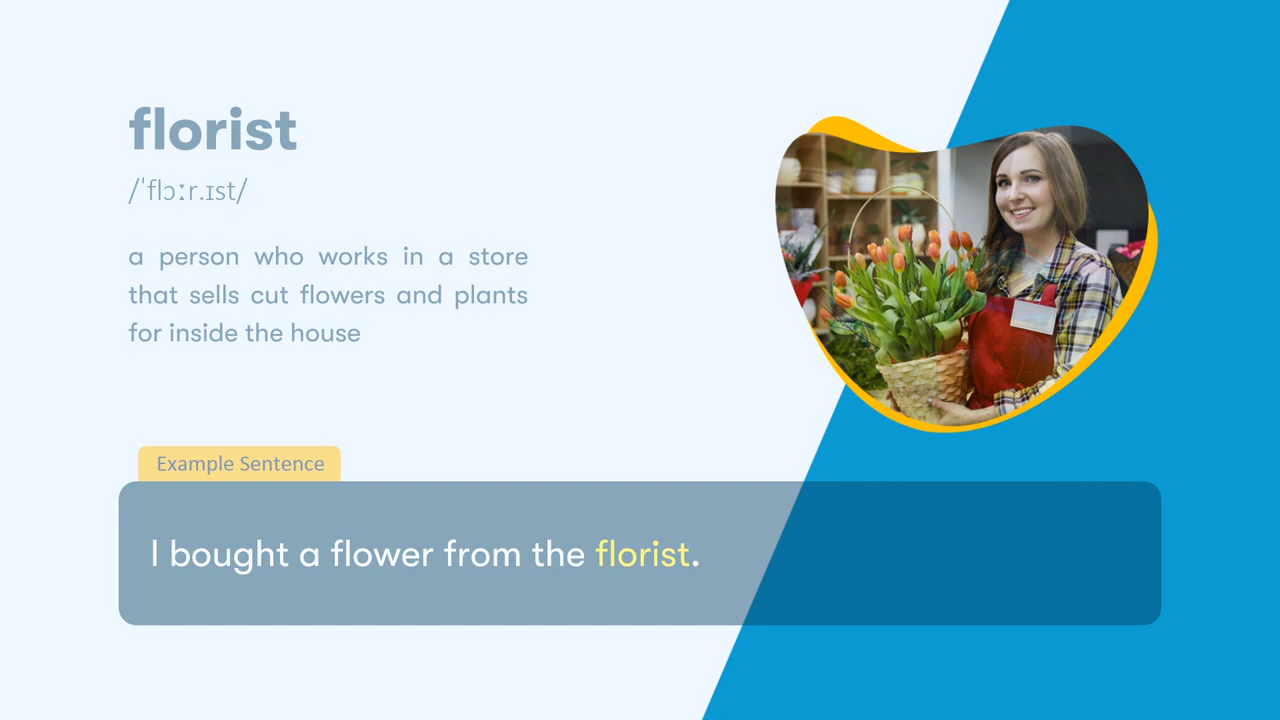 florist
/ˈflɔːr.ɪst/
a person who works in a store
that sells cut flowers and plants
for inside the house
Example Sentence
I bought a flower from the florist.